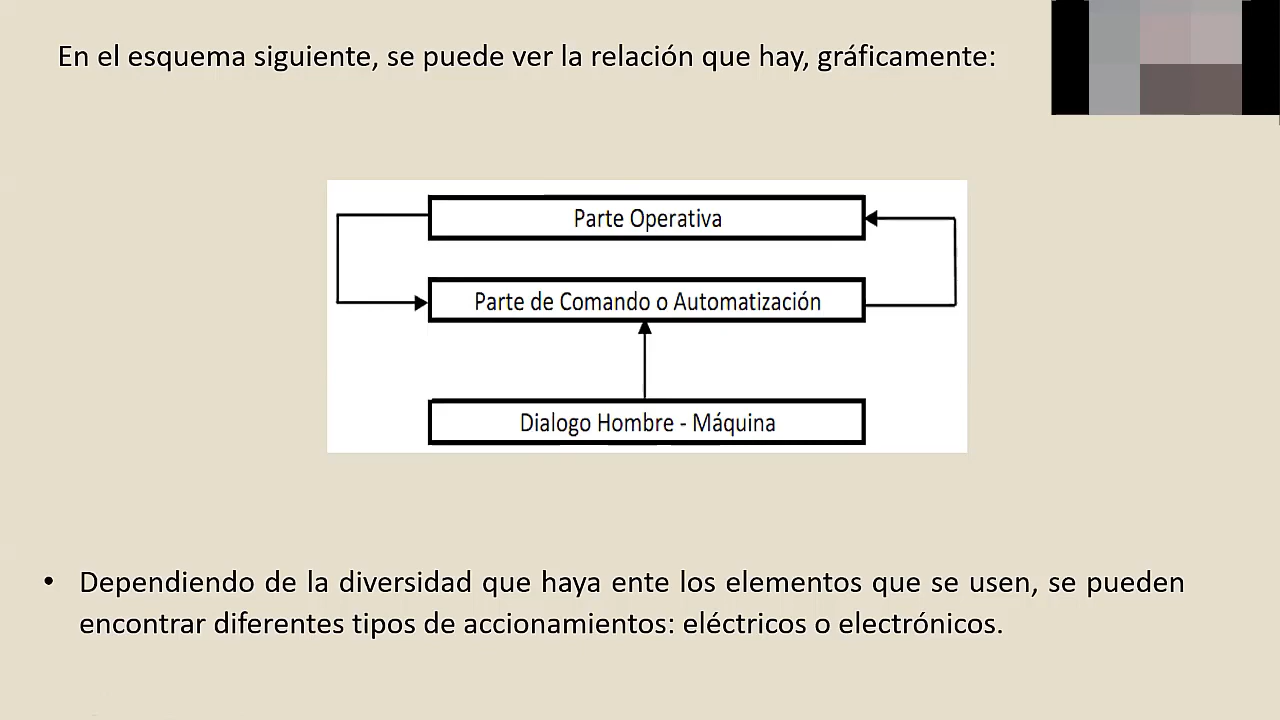 En el esquema siguiente, se puede ver la relación que hay, gráficamente:
Parte Operativa
Parte de Comando o Automatización
Dialogo Hombre - Máquina
• Dependiendo de la diversidad que haya ente los elementos que se usen, se pueden
encontrar diferentes tipos de accionamientos: eléctricos o electrónicos.